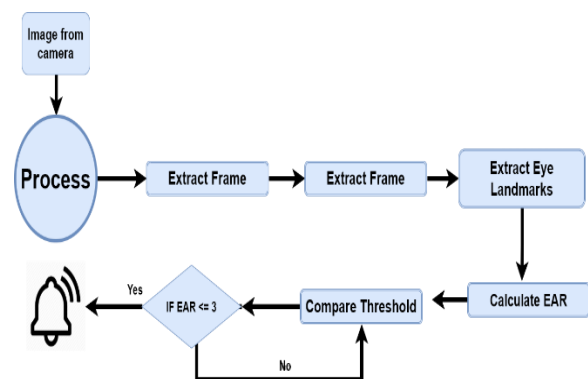 Image from
camera
Process
Extract Frame
Extract Frame
Extract Eye
Landmarks
Calculate EAR
Compare Threshold
IF EAR <= 3
Yes
No